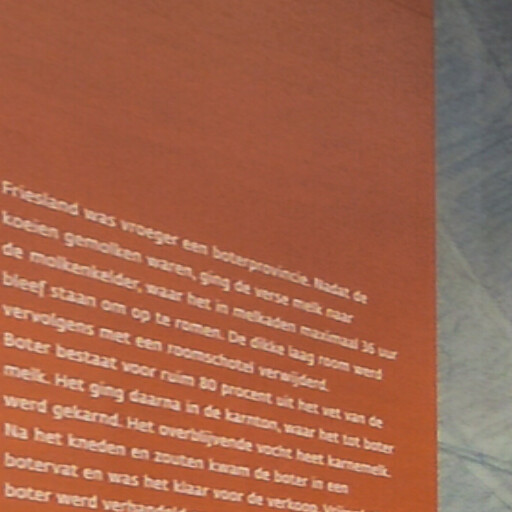 Friesland was vroeger een boterprovincie. Nadat de
koeien gemolken waren, ging de verse melk naar
de molkenkelder, waar het in melkaden maximaal 36 uur
bleef staan om op te romen. De dikke laag room werd
vervolgens met een roomschotel verwijderd.
Boter bestaat voor ruim 80 procent uit het vet van de
melk. Het ging daarna in de karnton, waar het tot boter
werd gekarnd. Het overblijvende vocht heet karnemelk.
Na het kneden en zouten kwam de boter in een
botervat en was het klaar voor de verkoop.
boter werd